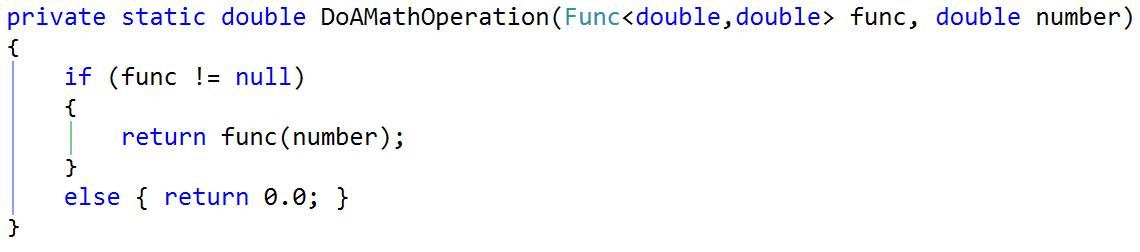 private static double DoAMathOperation(Func<double,double> func, double number)
{
    if (func != null)
    {
        return func(number);
    }
    else { return 0.0; }
}